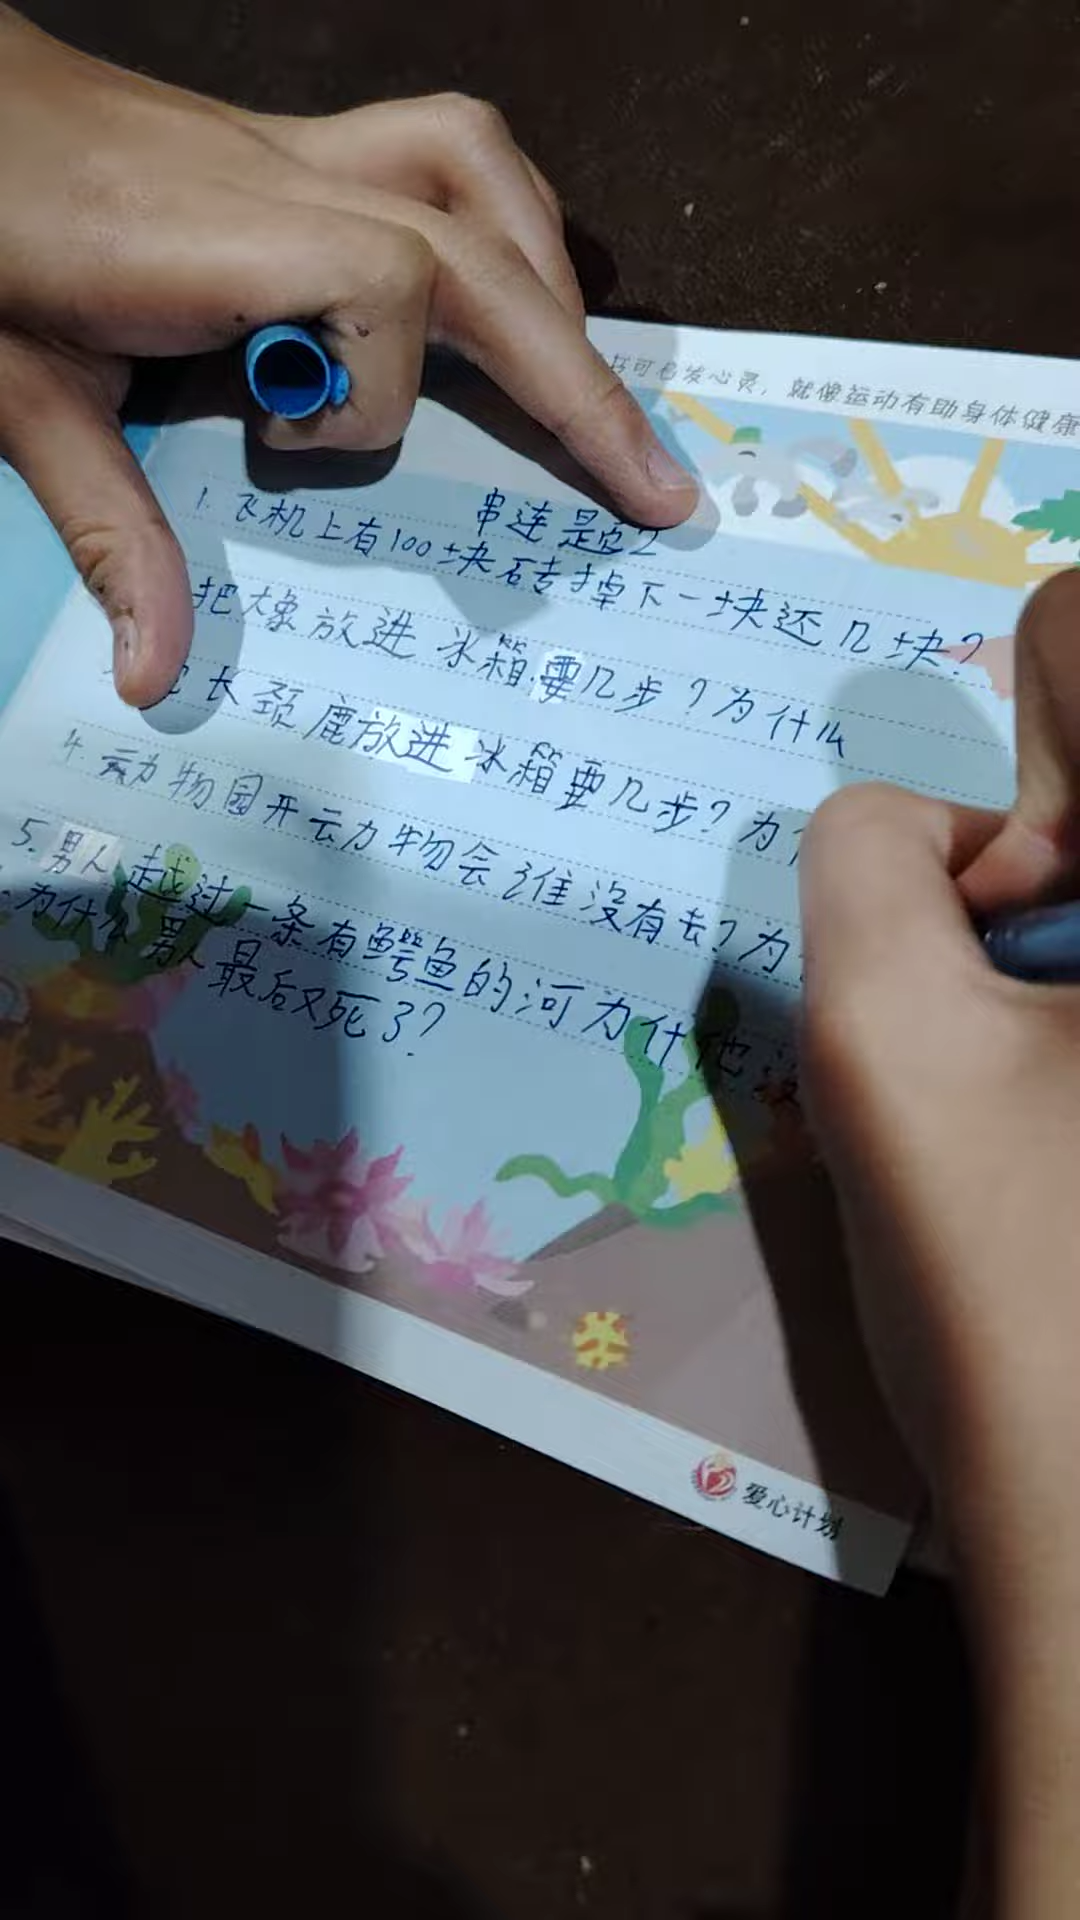 可启发心灵，就像运动有助身体健康
串连题2
1. 飞机上有100块砖掉下一块还几块?
把大象放进冰箱要几步?为什么
长颈鹿放进冰箱要几步?为
4. 动物园开动物会谁没有去?为
5. 男人越过一条有鳄鱼的河为什他没
为什么男人最后又死了?
爱心计划